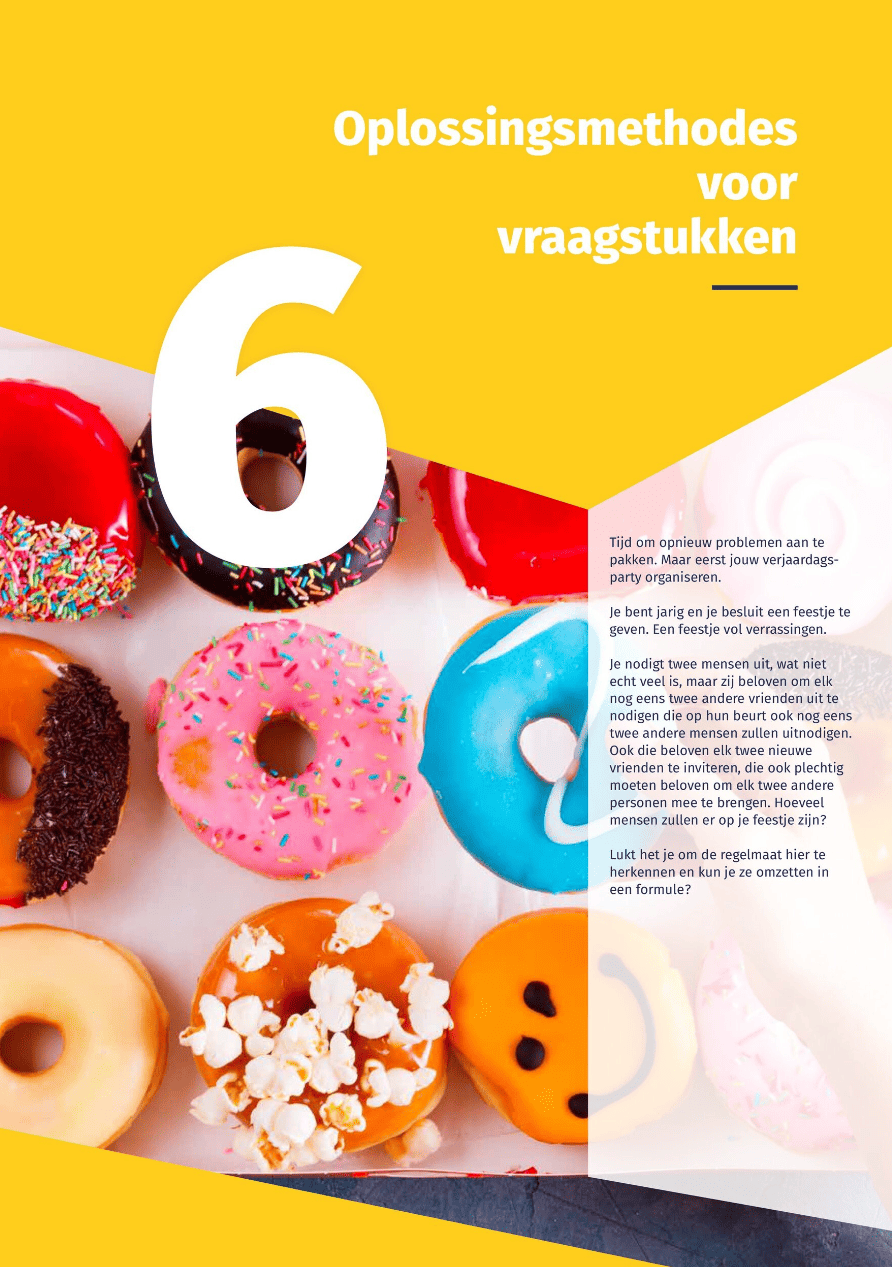 Oplossingsmethodes
voor
vraagstukken
6
Tijd om opnieuw problemen aan te
pakken. Maar eerst jouw verjaardags-
party organiseren.
Je bent jarig en je besluit een feestje te
geven. Een feestje vol verrassingen.
Je nodigt twee mensen uit, wat niet
echt veel is, maar zij beloven om elk
nog eens twee andere vrienden uit te
nodigen die op hun beurt ook nog eens
twee andere mensen zullen uitnodigen.
Ook die beloven elk twee nieuwe
vrienden te inviteren, die ook plechtig
moeten beloven om elk twee andere
personen mee te brengen. Hoeveel
mensen zullen er op je feestje zijn?
Lukt het je om de regelmaat hier te
herkennen en kun je ze omzetten in
een formule?